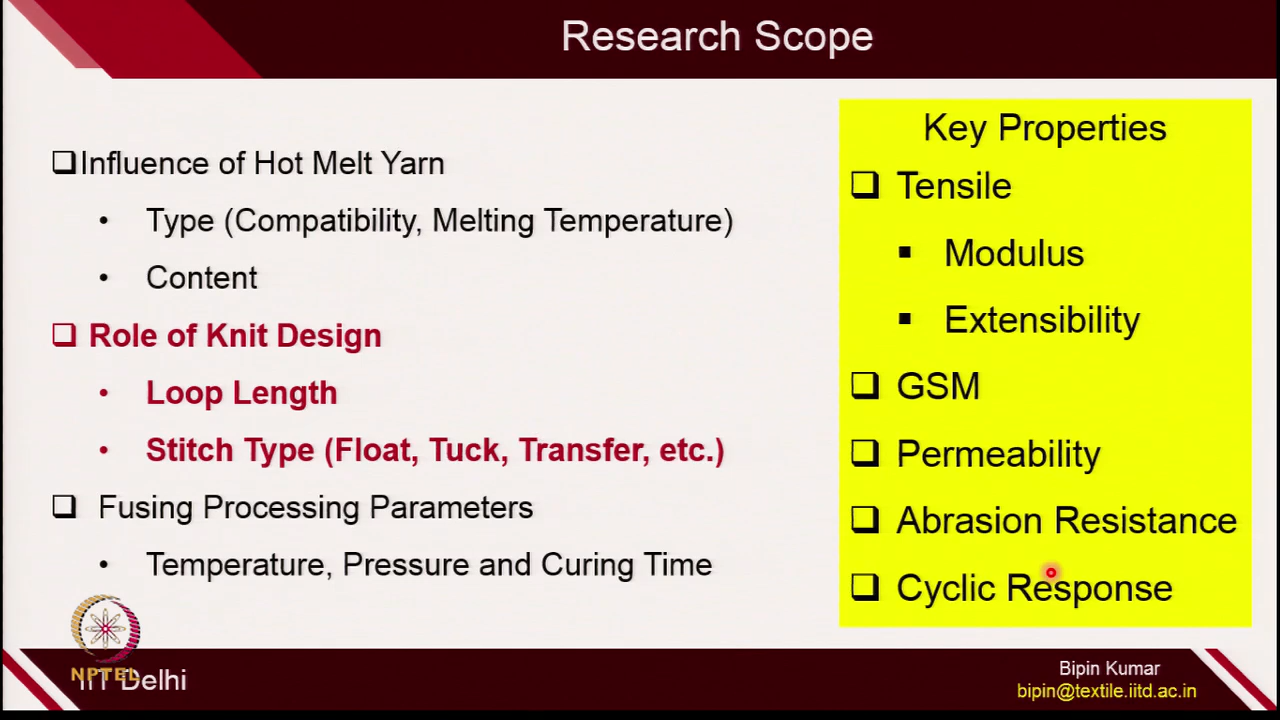 Research Scope
❑Influence of Hot Melt Yarn
• Type (Compatibility, Melting Temperature)
• Content
❑ Role of Knit Design
• Loop Length
• Stitch Type (Float, Tuck, Transfer, etc.)
❑ Fusing Processing Parameters
• Temperature, Pressure and Curing Time
Key Properties
❑ Tensile
▪ Modulus
▪ Extensibility
❑ GSM
❑ Permeability
❑ Abrasion Resistance
❑ Cyclic Response
NPTEL
IIT Delhi
Bipin Kumar
bipin@textile.iitd.ac.in